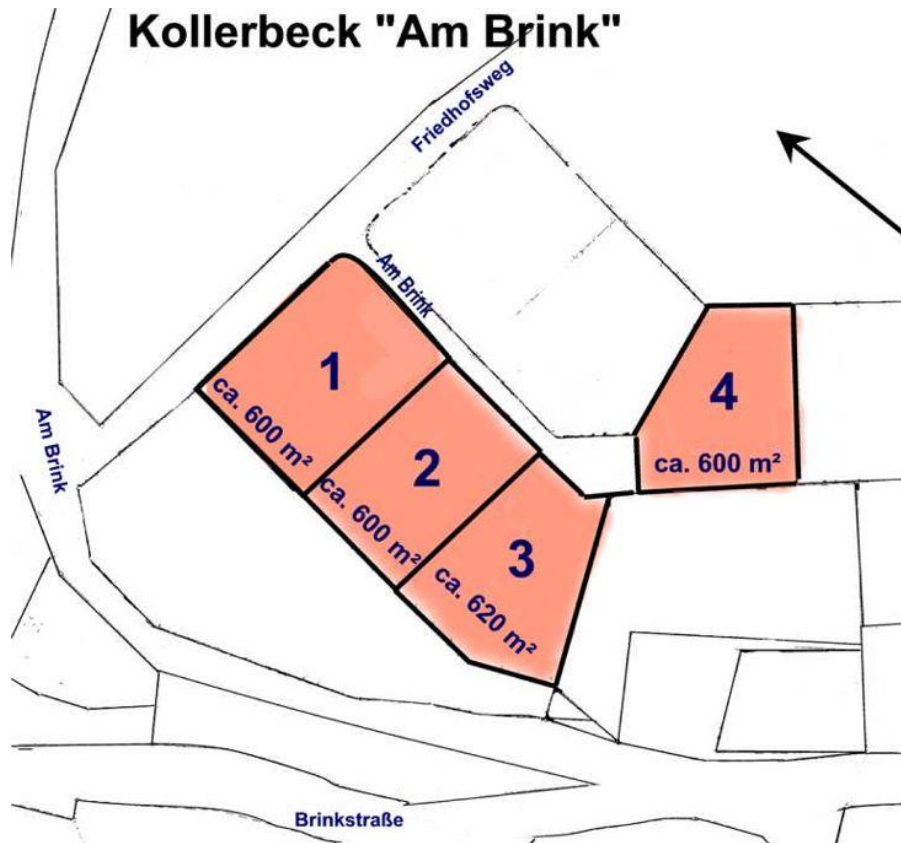 Kollerbeck "Am Brink"
Friedhofsweg
Am Brink
1
ca. 600 m²
2
ca. 600 m²
3
ca. 620 m²
4
ca. 600 m²
Am Brink
Brinkstraße